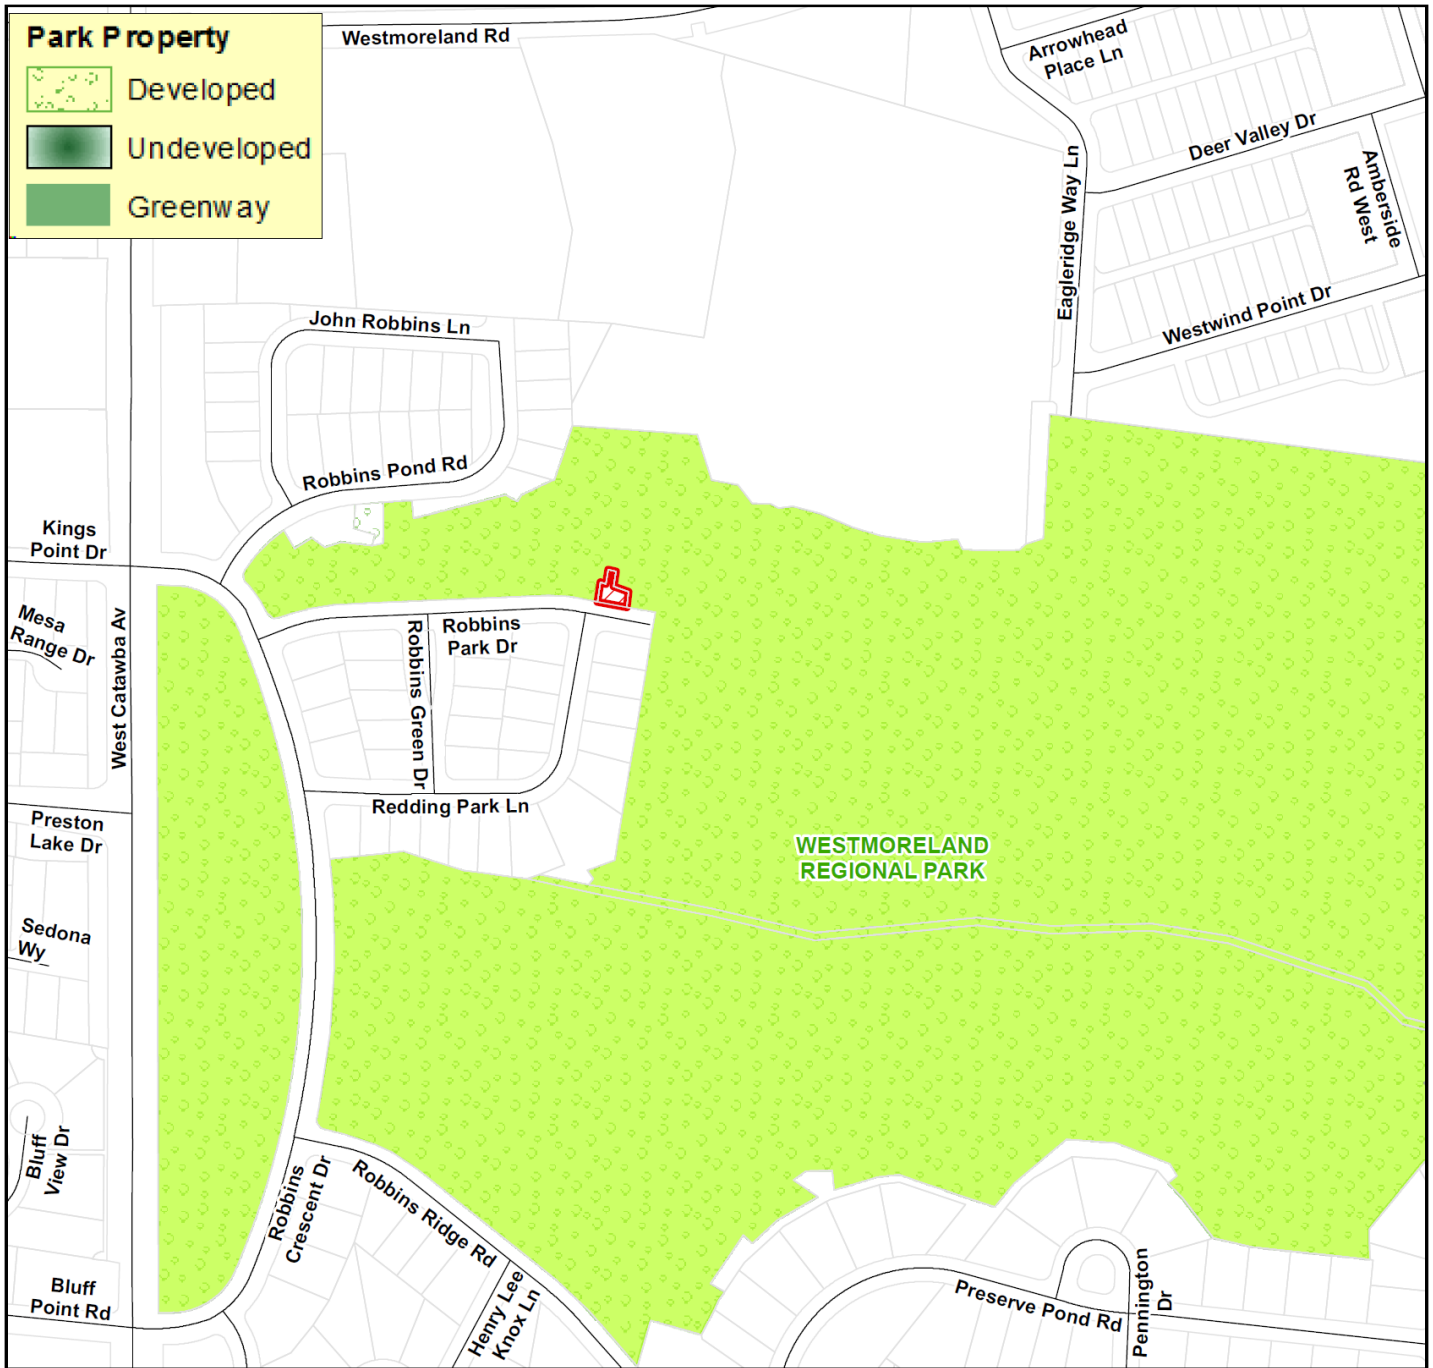 Park Property
Developed
Undeveloped
Greenway
Westmoreland Rd
Arrowhead
Place Ln
Deer Valley Dr
Amberside
Rd West
Eagleridge Way Ln
Westwind Point Dr
John Robbins Ln
Robbins Pond Rd
Kings
Point Dr
Mesa
Range Dr
West Catawba Av
Robbins
Park Dr
Robbins Green Dr
Redding Park Ln
Preston
Lake Dr
WESTMORELAND
REGIONAL PARK
Sedona
Wy
Bluff
View Dr
Robbins
Crescent Dr
Robbins Ridge Rd
Henry Lee
Knox Ln
Bluff
Point Rd
Preserve Pond Rd
Pennington
Dr